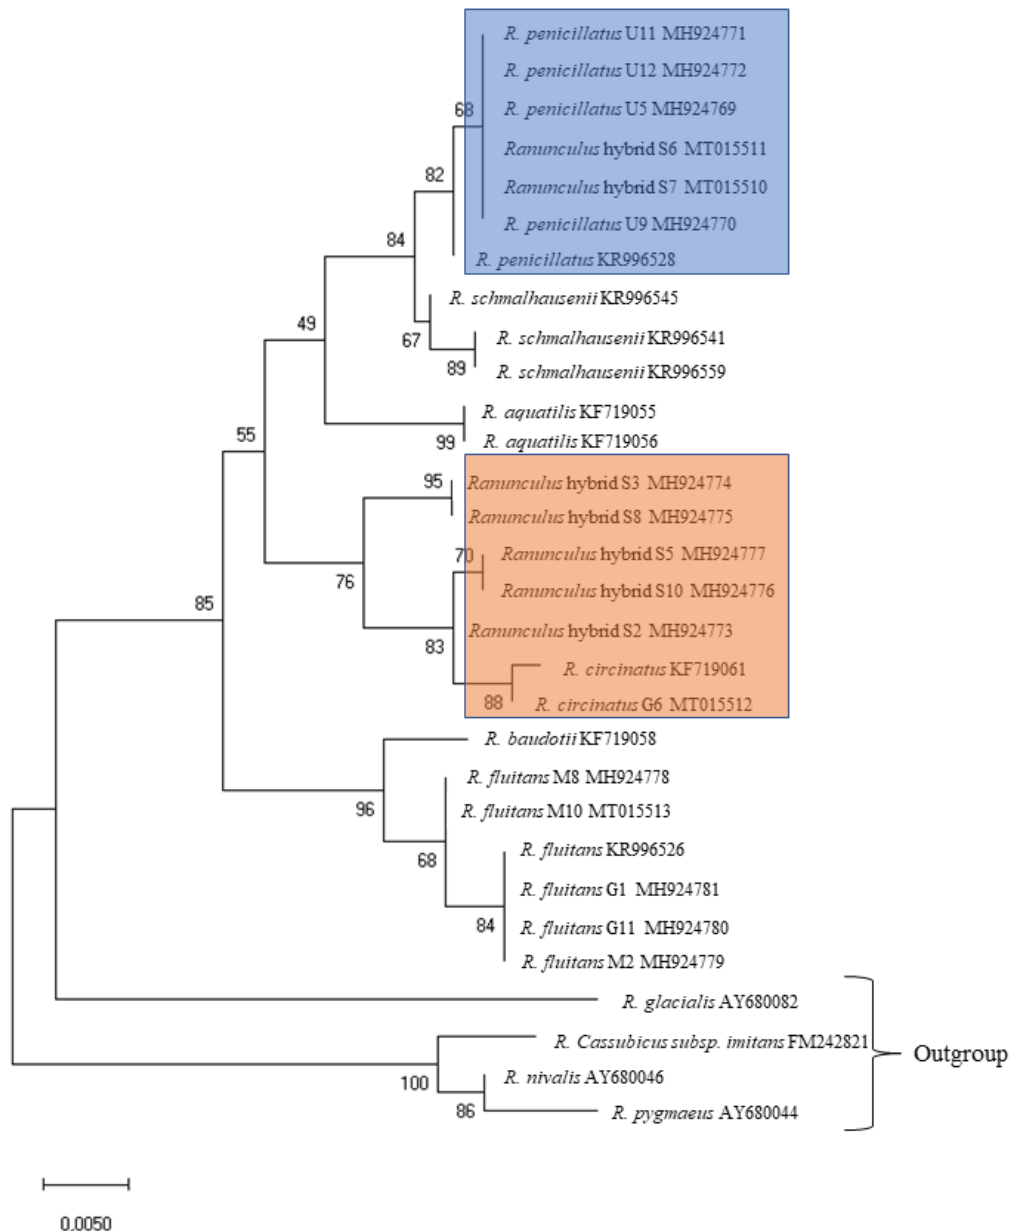 R. penicillatus U11 MH924771
R. penicillatus U12 MH924772
R. penicillatus U5 MH924769
68
Ranunculus hybrid S6 MT015511
82
Ranunculus hybrid S7 MT015510
R. penicillatus U9 MH924770
84
R. penicillatus KR996528
R. schmalhausenii KR996545
49
67
R. schmalhausenii KR996541
89
R. schmalhausenii KR996559
R. aquatilis KF719055
55
99
R. aquatilis KF719056
95
Ranunculus hybrid S3 MH924774
Ranunculus hybrid S8 MH924775
70
Ranunculus hybrid S5 MH924777
76
Ranunculus hybrid S10 MH924776
85
Ranunculus hybrid S2 MH924773
83
R. circinatus KF719061
88
R. circinatus G6 MT015512
R. baudotii KF719058
R. fluitans M8 MH924778
96
R. fluitans M10 MT015513
R. fluitans KR996526
68
R. fluitans G1 MH924781
84
R. fluitans G11 MH924780
R. fluitans M2 MH924779
R. glacialis AY680082
R. Cassubicus subsp. imitans FM242821
Outgroup
100
R. nivalis AY680046
86
R. pygmaeus AY680044
0,0050